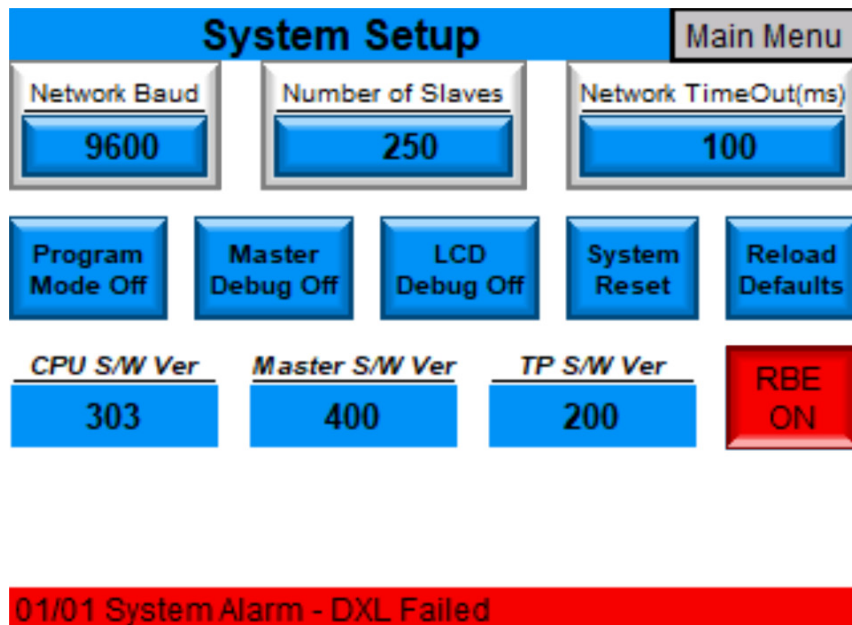 System Setup
Main Menu
Network Baud
9600
Number of Slaves
250
Network TimeOut(ms)
100
Program
Mode Off
Master
Debug Off
LCD
Debug Off
System
Reset
Reload
Defaults
CPU S/W Ver
303
Master S/W Ver
400
TP S/W Ver
200
RBE
ON
01/01 System Alarm - DXL Failed